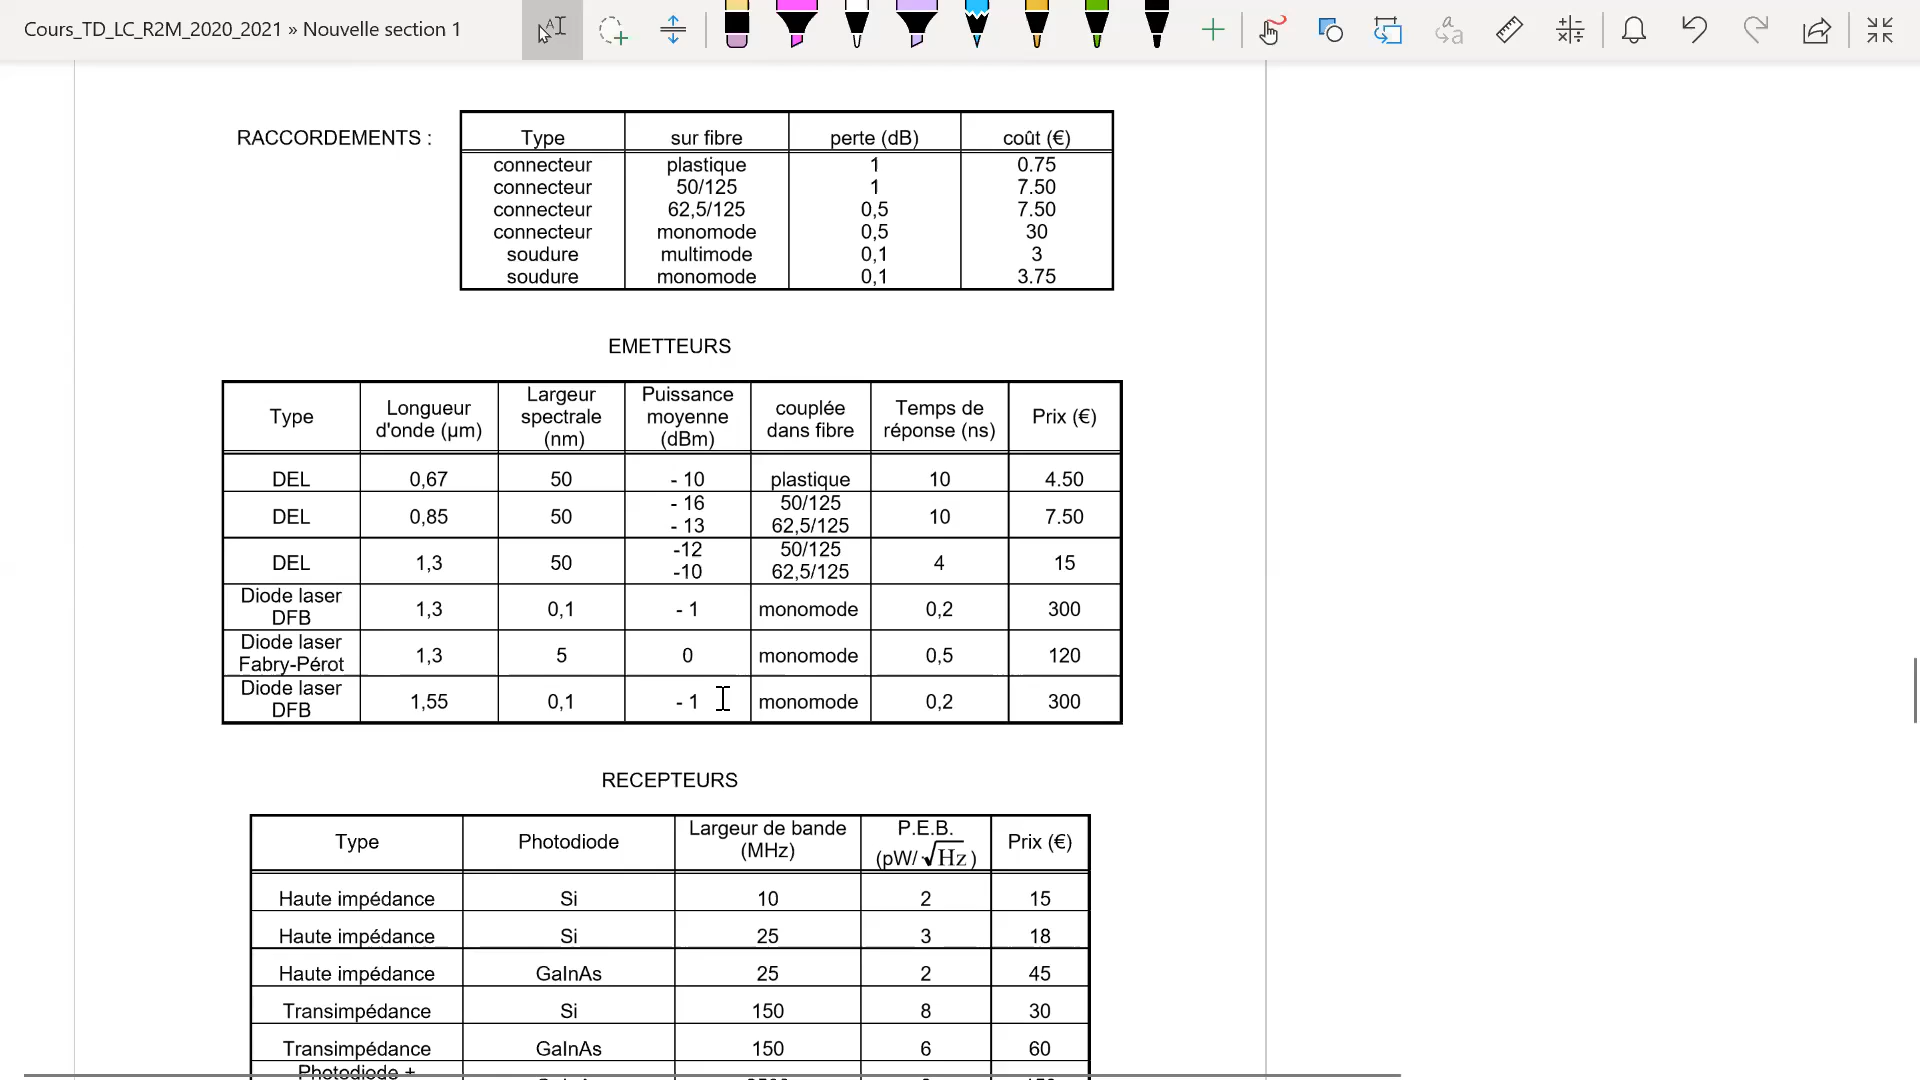 Cours_TD_LC_R2M_2020_2021 » Nouvelle section 1
RACCORDEMENTS :
Type sur fibre perte (dB) coût (€)
connecteur plastique 1 0.75
connecteur 50/125 1 7.50
connecteur 62,5/125 0,5 7.50
connecteur monomode 0,5 30
soudure multimode 0,1 3
soudure monomode 0,1 3.75
EMETTEURS
Type Longueur d'onde (µm) Largeur spectrale (nm) Puissance moyenne (dBm) couplée dans fibre Temps de réponse (ns) Prix (€)
DEL 0,67 50 - 10 plastique 10 4.50
DEL 0,85 50 - 16 50/125 10 7.50
- 13 62,5/125
DEL 1,3 50 -12 50/125 4 15
-10 62,5/125
Diode laser DFB 1,3 0,1 - 1 monomode 0,2 300
Diode laser Fabry-Pérot 1,3 5 0 monomode 0,5 120
Diode laser DFB 1,55 0,1 - 1 monomode 0,2 300
RECEPTEURS
Type Photodiode Largeur de bande (MHz) P.E.B. (pW/√Hz) Prix (€)
Haute impédance Si 10 2 15
Haute impédance Si 25 3 18
Haute impédance GaInAs 25 2 45
Transimpédance Si 150 8 30
Transimpédance GaInAs 150 6 60
Photodiode +